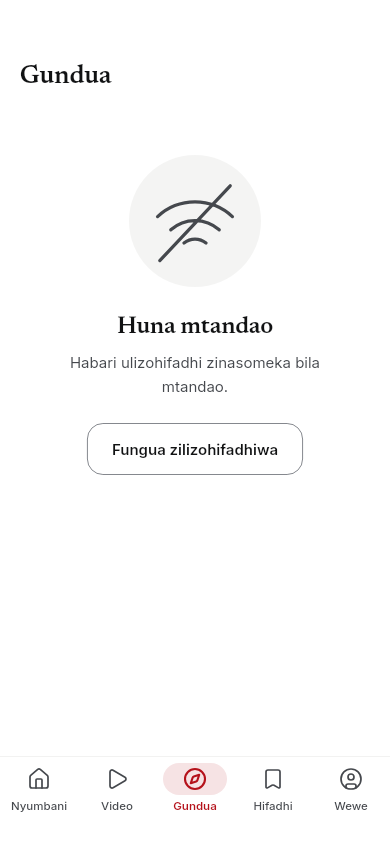 Gundua
Huna mtandao
Habari ulizohifadhi zinasomeka bila
mtandao.
Fungua zilizohifadhiwa
Nyumbani
Video
Gundua
Hifadhi
Wewe